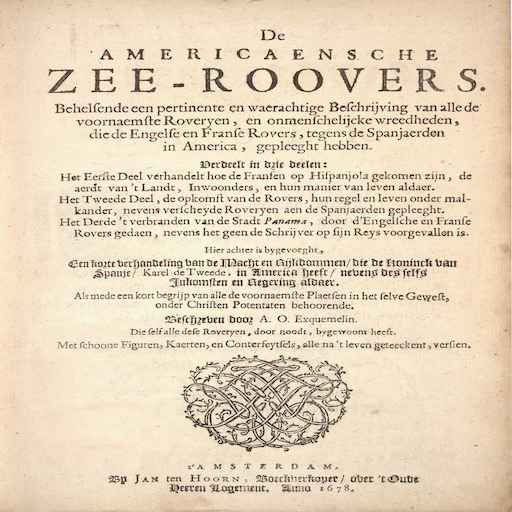 De
AMERICAENSCHE
ZEE-ROOVERS.
Behelsende een pertinente en waerachtige Beschrijving van alle de
voornaemste Roveryen, en onmenschelijcke wreedheden,
die de Engelse en Franse Rovers, tegens de Spanjaerden
in America, gepleeght hebben.
Verdeelt in drie deelen:
Het Eerste Deel verhandelt hoe de Fransen op Hispanjola gekomen zijn, de
aerdt van 't Landt, Inwoonders, en hun manier van leven aldaer.
Het Tweede Deel, de opkomst van de Rovers, hun regel en leven onder mal-
kander, nevens verscheyde Roveryen aen de Spanjaerden gepleeght.
Het Derde 't verbranden van de Stadt Panama, door d'Engelsche en Franse
Rovers gedaen, nevens het geen de Schrijver op sijn Reys voorgevallen is.
Hier achter is bygevoeght,
Een korte verhandeling van de Macht en Rijkdommen/ die de Koninck van
Spanje/ Karel de Tweede, in America heeft/ nevens des selfs
Inkomsten en Regering aldaer.
Als mede een kort begrijp van alle de voornaemste Plaetsen in het selve Gewest,
onder Christen Potentaten behoorende.
Beschreven door A. O. Exquemelin.
Die self alle dese Roveryen, door noodt, bygewoont heeft.
Met schoone Figuren, Kaerten, en Conterfeytsels, alle na 't leven geteeckent, versien.
t'AMSTERDAM,
By JAN ten HOORN, Boeckverkoper/ over 't Oude
Heeren Logement. Anno 1678.